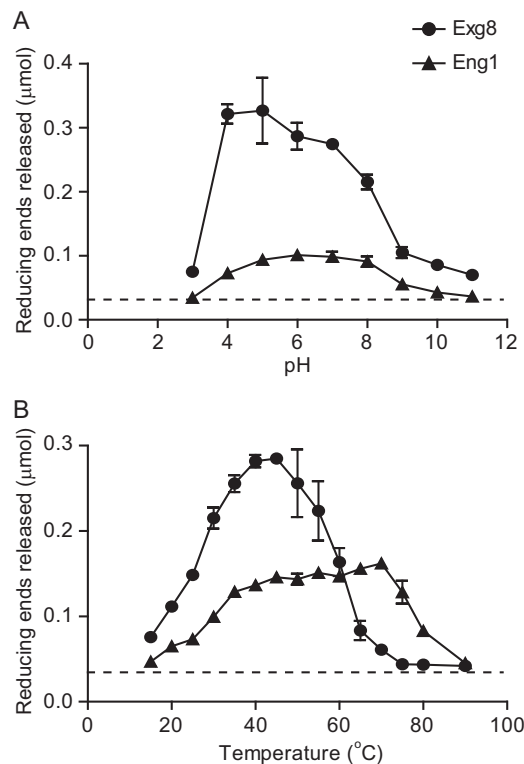 A
Exg8
Eng1
Reducing ends released (μmol)
0.4
0.3
0.2
0.1
0.0
0 2 4 6 8 10 12
pH
B
Reducing ends released (μmol)
0.3
0.2
0.1
0.0
0 20 40 60 80 100
Temperature (°C)